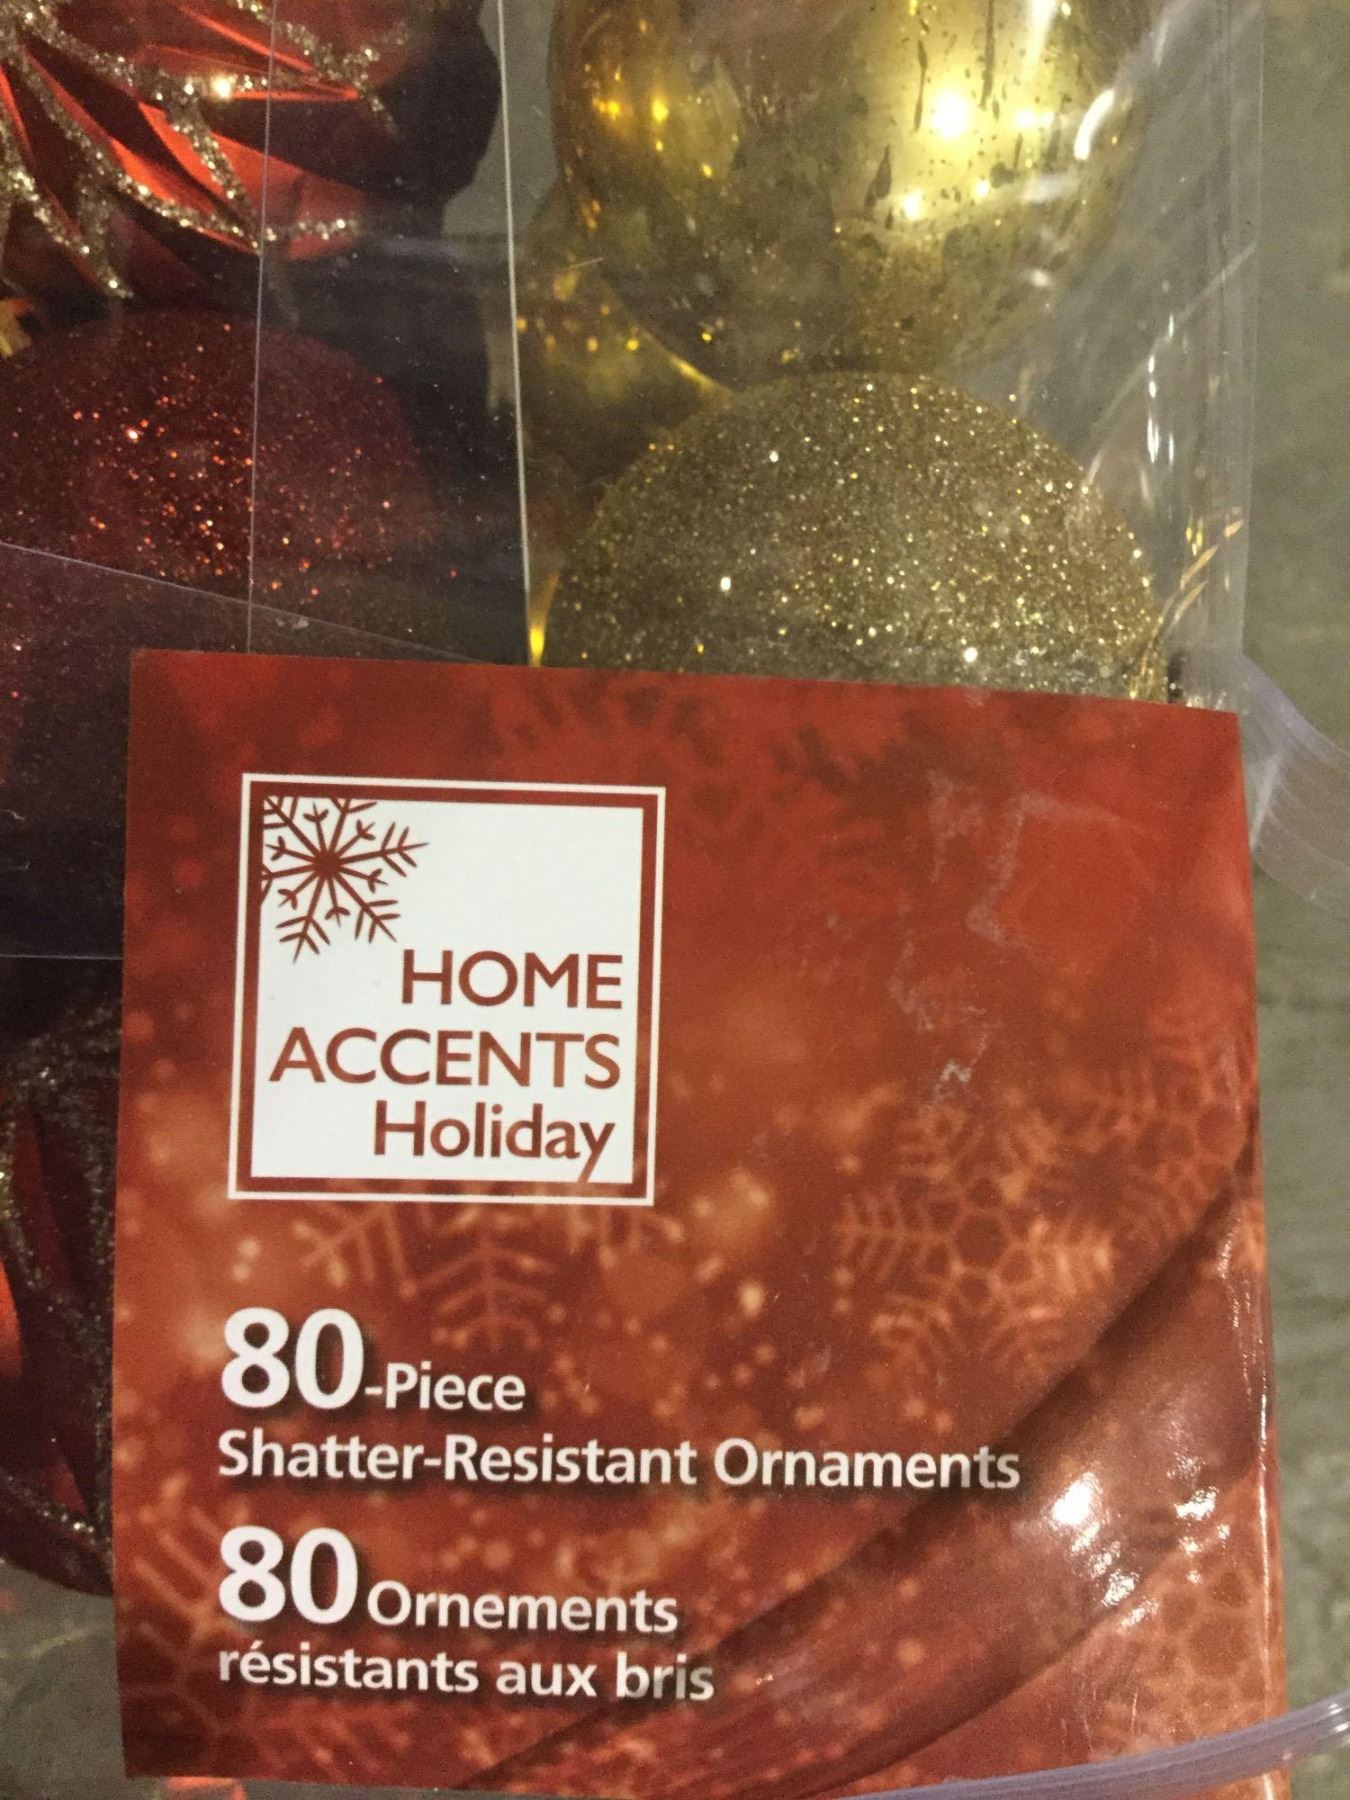 HOME
ACCENTS
Holiday
80-Piece
Shatter-Resistant Ornaments
80 Ornements
résistants aux bris